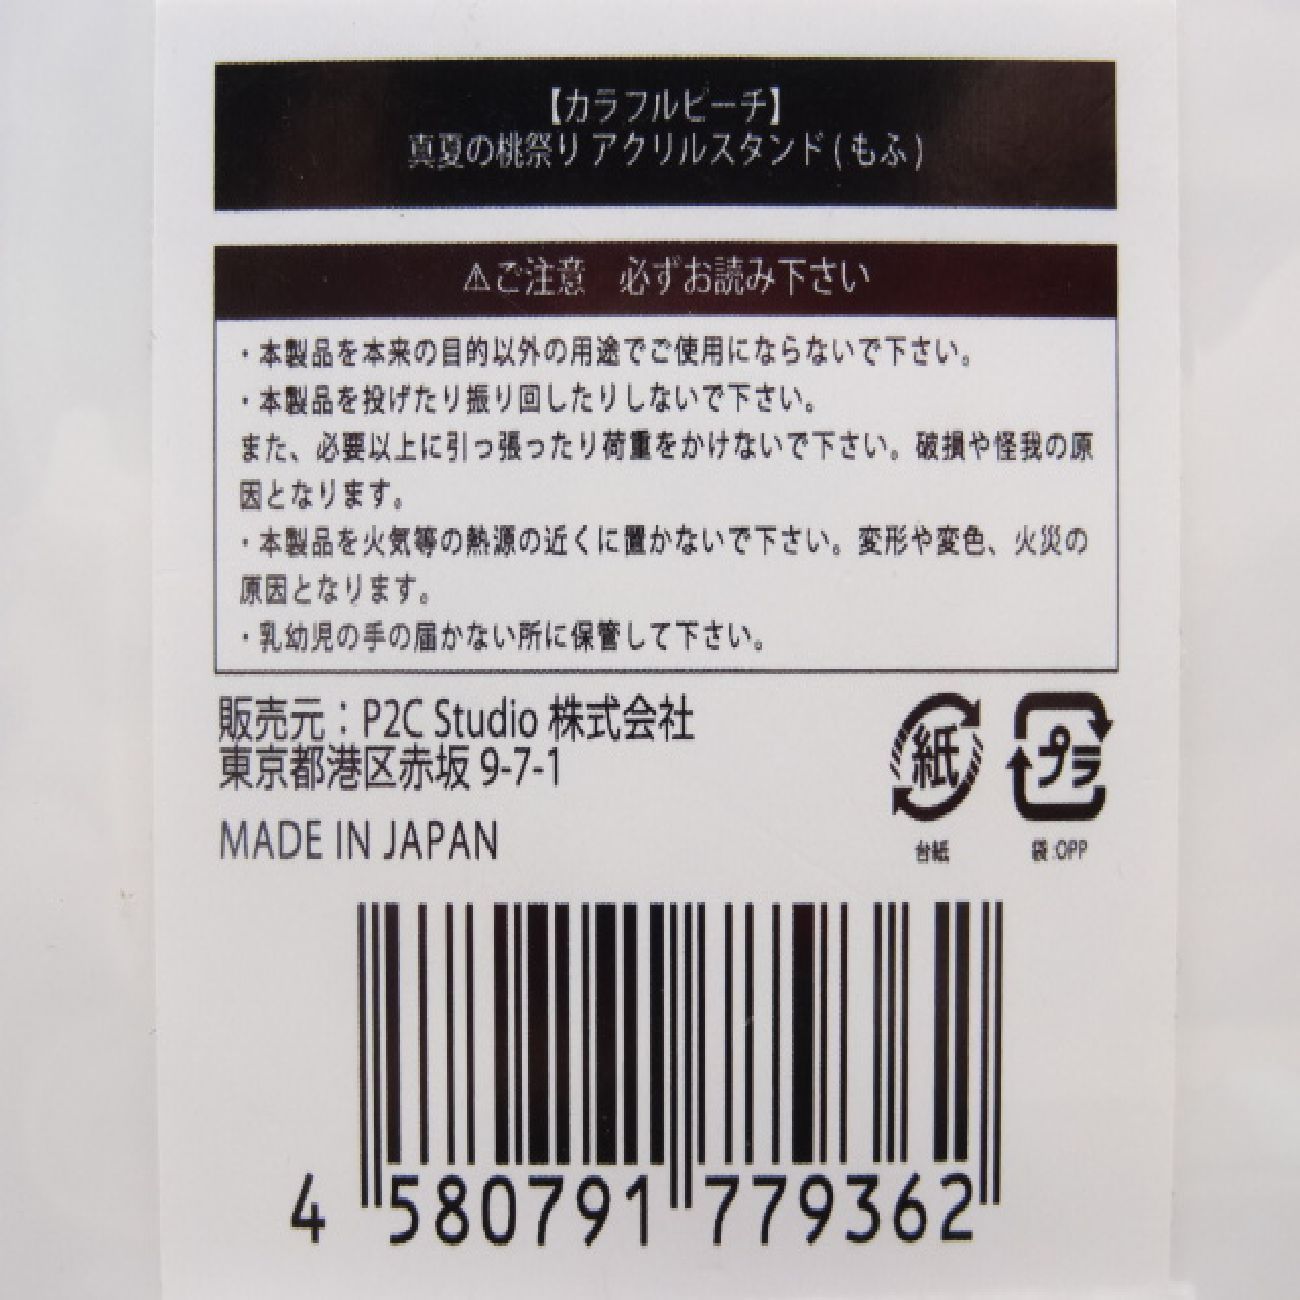 【カラフルピーチ】
真夏の桃祭り アクリルスタンド ( もふ )
⚠ご注意　必ずお読み下さい
・本製品を本来の目的以外の用途でご使用にならないで下さい。
・本製品を投げたり振り回したりしないで下さい。
また、必要以上に引っ張ったり荷重をかけないで下さい。破損や怪我の原
因となります。
・本製品を火気等の熱源の近くに置かないで下さい。変形や変色、火災の
原因となります。
・乳幼児の手の届かない所に保管して下さい。
販売元：P2C Studio 株式会社
東京都港区赤坂 9-7-1
MADE IN JAPAN
紙
プラ
台紙
袋:OPP
4 580791 779362